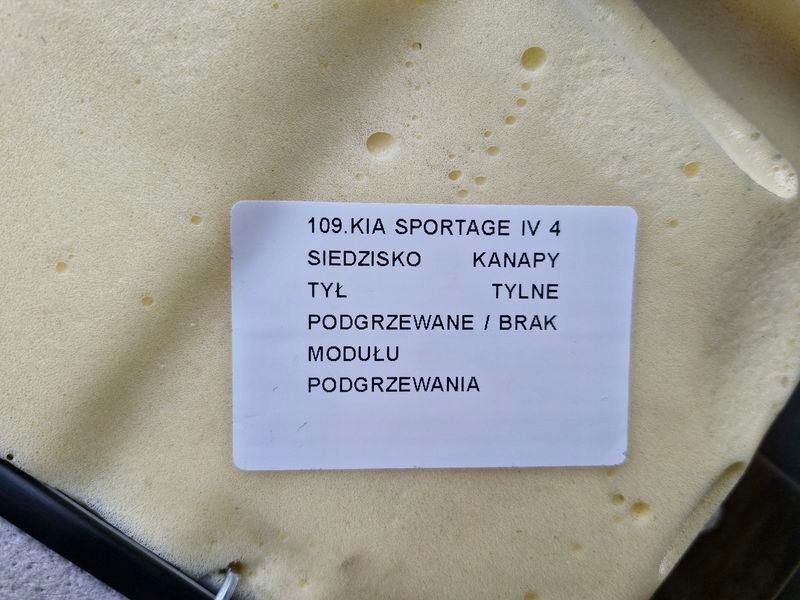 109.KIA SPORTAGE IV 4
SIEDZISKO KANAPY
TYŁ TYLNE
PODGRZEWANE / BRAK
MODUŁU
PODGRZEWANIA